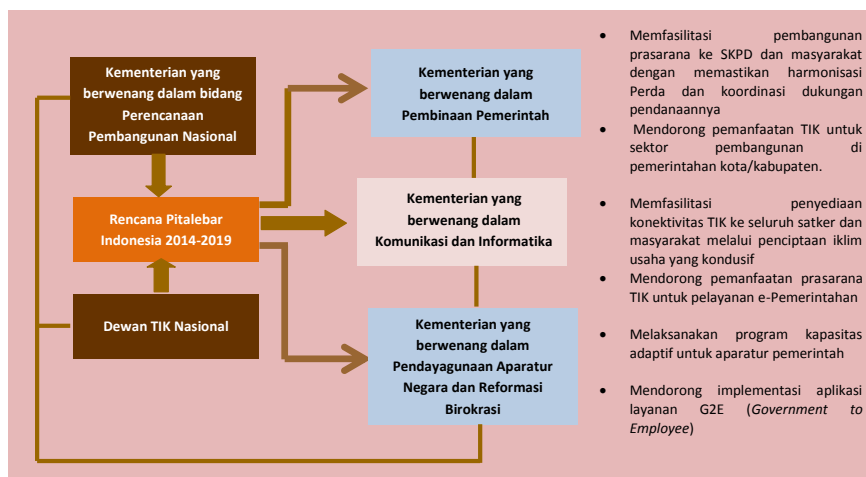 Kementerian yang
berwenang dalam bidang
Perencanaan
Pembangunan Nasional
Rencana Pitalebar
Indonesia 2014-2019
Dewan TIK Nasional
Kementerian yang
berwenang dalam
Pembinaan Pemerintah
Kementerian yang
berwenang dalam
Komunikasi dan Informatika
Kementerian yang
berwenang dalam
Pendayagunaan Aparatur
Negara dan Reformasi
Birokrasi
• Memfasilitasi pembangunan
prasarana ke SKPD dan masyarakat
dengan memastikan harmonisasi
Perda dan koordinasi dukungan
pendanaannya
• Mendorong pemanfaatan TIK untuk
sektor pembangunan di
pemerintahan kota/kabupaten.
• Memfasilitasi penyediaan
konektivitas TIK ke seluruh satker dan
masyarakat melalui penciptaan iklim
usaha yang kondusif
• Mendorong pemanfaatan prasarana
TIK untuk pelayanan e-Pemerintahan
• Melaksanakan program kapasitas
adaptif untuk aparatur pemerintah
• Mendorong implementasi aplikasi
layanan G2E (Government to
Employee)